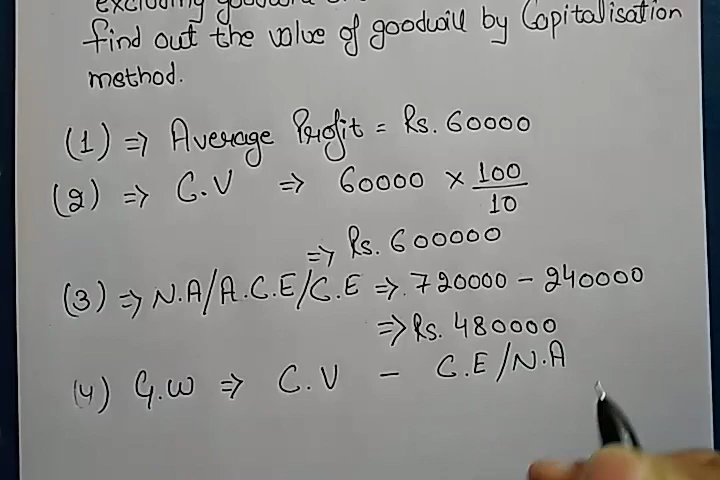 find out the value of goodwill by Capitalisation
method.
(1) ⇒ Average Profit = Rs. 60000
(2) ⇒ C.V ⇒ 60000 × 100/10
⇒ Rs. 600000
(3) ⇒ N.A/A.C.E/C.E ⇒ 720000 - 240000
⇒ Rs. 480000
(4) G.W ⇒ C.V - C.E/N.A